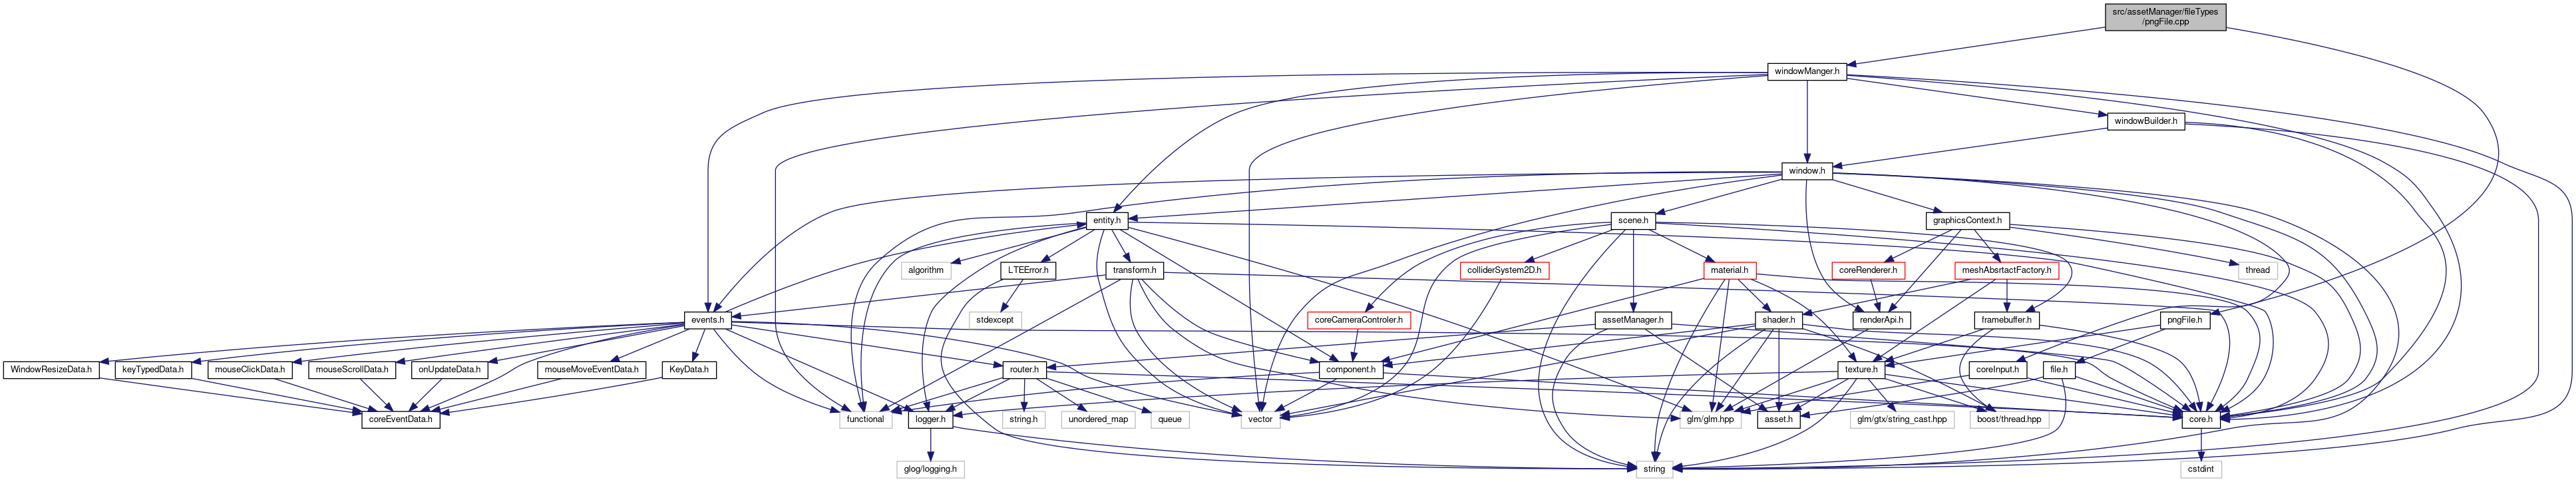 src/assetManager/fileTypes
/pngFile.cpp
windowManger.h
windowBuilder.h
window.h
entity.h
scene.h
graphicsContext.h
algorithm
LTEError.h
transform.h
colliderSystem2D.h
material.h
coreRenderer.h
meshAbsrtactFactory.h
thread
events.h
stdexcept
coreCameraControler.h
assetManager.h
shader.h
renderApi.h
framebuffer.h
pngFile.h
WindowResizeData.h
keyTypedData.h
mouseClickData.h
mouseScrollData.h
onUpdateData.h
mouseMoveEventData.h
KeyData.h
router.h
component.h
texture.h
coreInput.h
file.h
coreEventData.h
functional
logger.h
string.h
unordered_map
queue
vector
glm/glm.hpp
asset.h
glm/gtx/string_cast.hpp
boost/thread.hpp
core.h
glog/logging.h
string
cstdint